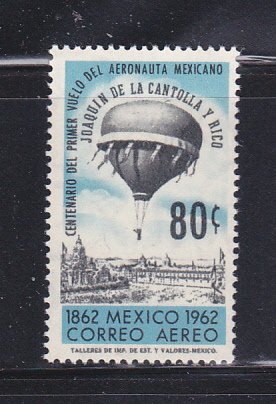 CENTENARIO DEL PRIMER VUELO DEL AERONAUTA MEXICANO
JOAQUIN DE LA CANTOLLA Y RICO
80¢
1862 MEXICO 1962
CORREO AEREO
TALLERES DE IMP. DE EST. Y VALORES-MEXICO.